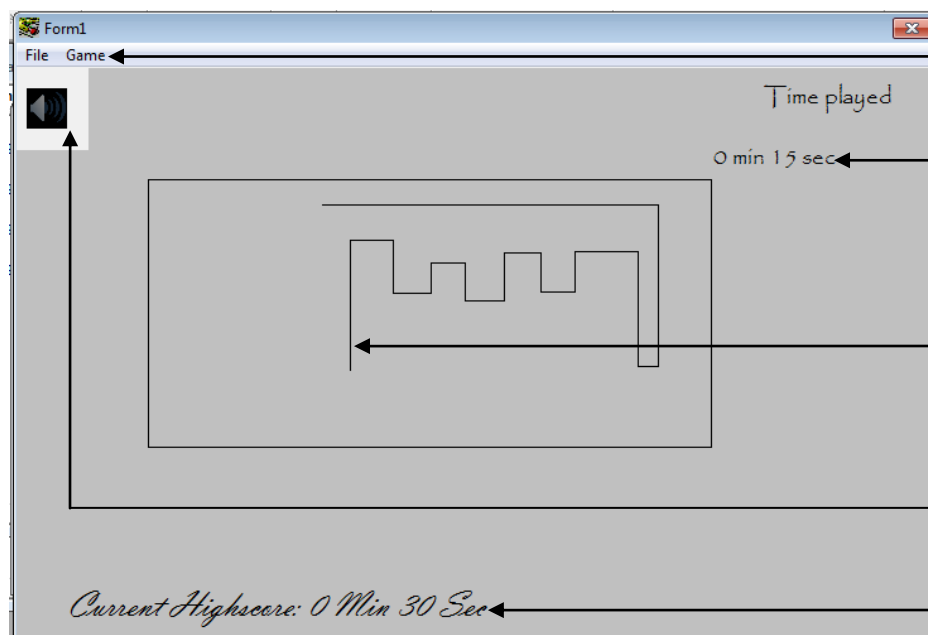 Form1
File Game
Time played
0 min 15 sec
Current Highscore: 0 Min 30 Sec